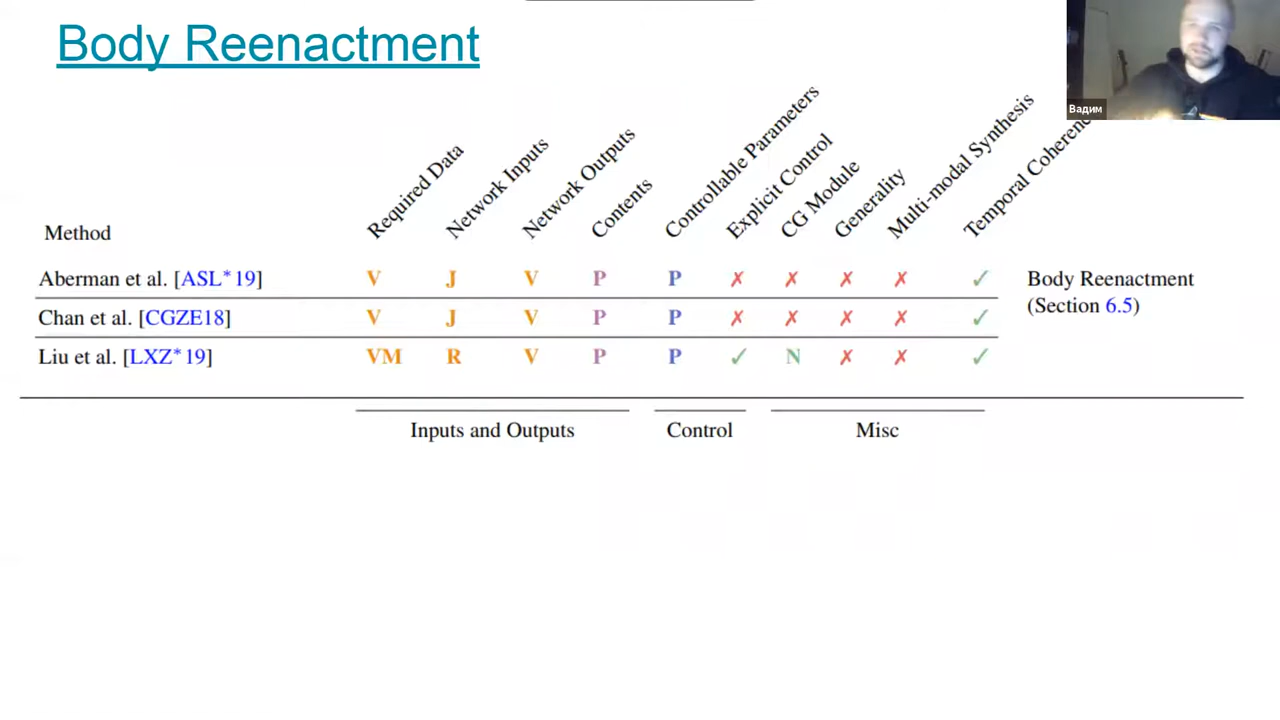 Body Reenactment
Вадим
Method Required Data Network Inputs Network Outputs Contents Controllable Parameters Explicit Control CG Module Generality Multi-modal Synthesis Temporal
Aberman et al. [ASL*19] V J V P P ✗ ✗ ✗ ✗ ✓ Body Reenactment
(Section 6.5)
Chan et al. [CGZE18] V J V P P ✗ ✗ ✗ ✗ ✓
Liu et al. [LXZ*19] VM R V P P ✓ N ✗ ✗ ✓
Inputs and Outputs Control Misc